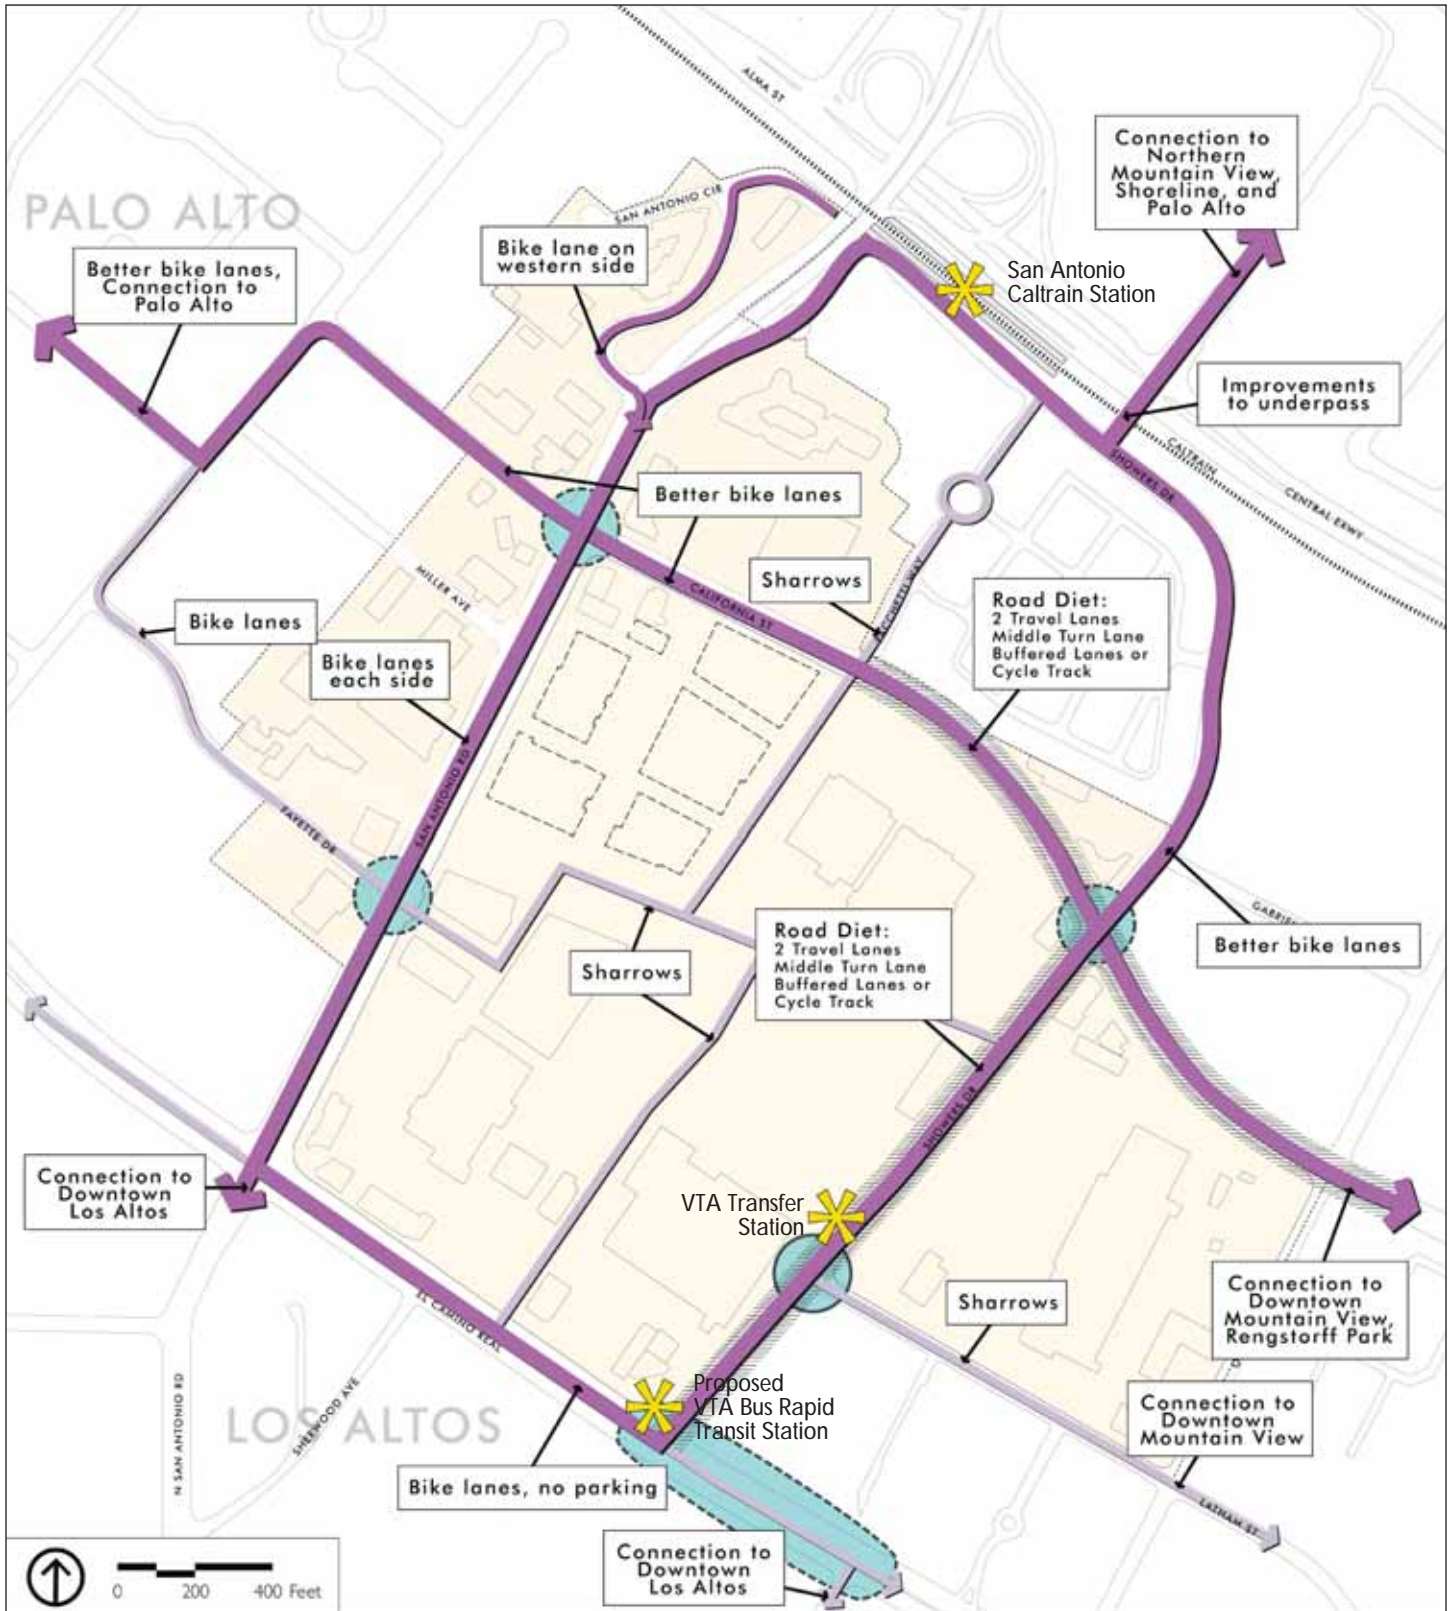 ALMA ST
Connection to
Northern
Mountain View,
Shoreline, and
Palo Alto
SAN ANTONIO CIR
PALO ALTO
Bike lane on
western side
Better bike lanes,
Connection to
Palo Alto
San Antonio
Caltrain Station
Improvements
to underpass
CALTRAIN
SHOWERS DR
CENTRAL EXWY
Better bike lanes
Sharrows
MILLER AVE
CALIFORNIA ST
Road Diet:
2 Travel Lanes
Middle Turn Lane
Buffered Lanes or
Cycle Track
Bike lanes
Bike lanes
each side
SAN ANTONIO RD
FAYETTE DR
Road Diet:
2 Travel Lanes
Middle Turn Lane
Buffered Lanes or
Cycle Track
Better bike lanes
Sharrows
SHOWERS DR
Connection to
Downtown
Los Altos
VTA Transfer
Station
Sharrows
Connection to
Downtown
Mountain View,
Rengstorff Park
EL CAMINO REAL
Proposed
VTA Bus Rapid
Transit Station
N SAN ANTONIO RD
SHERWOOD AVE
LOS ALTOS
Connection to
Downtown
Mountain View
Bike lanes, no parking
LATHAM ST
Connection to
Downtown
Los Altos
0 200 400 Feet